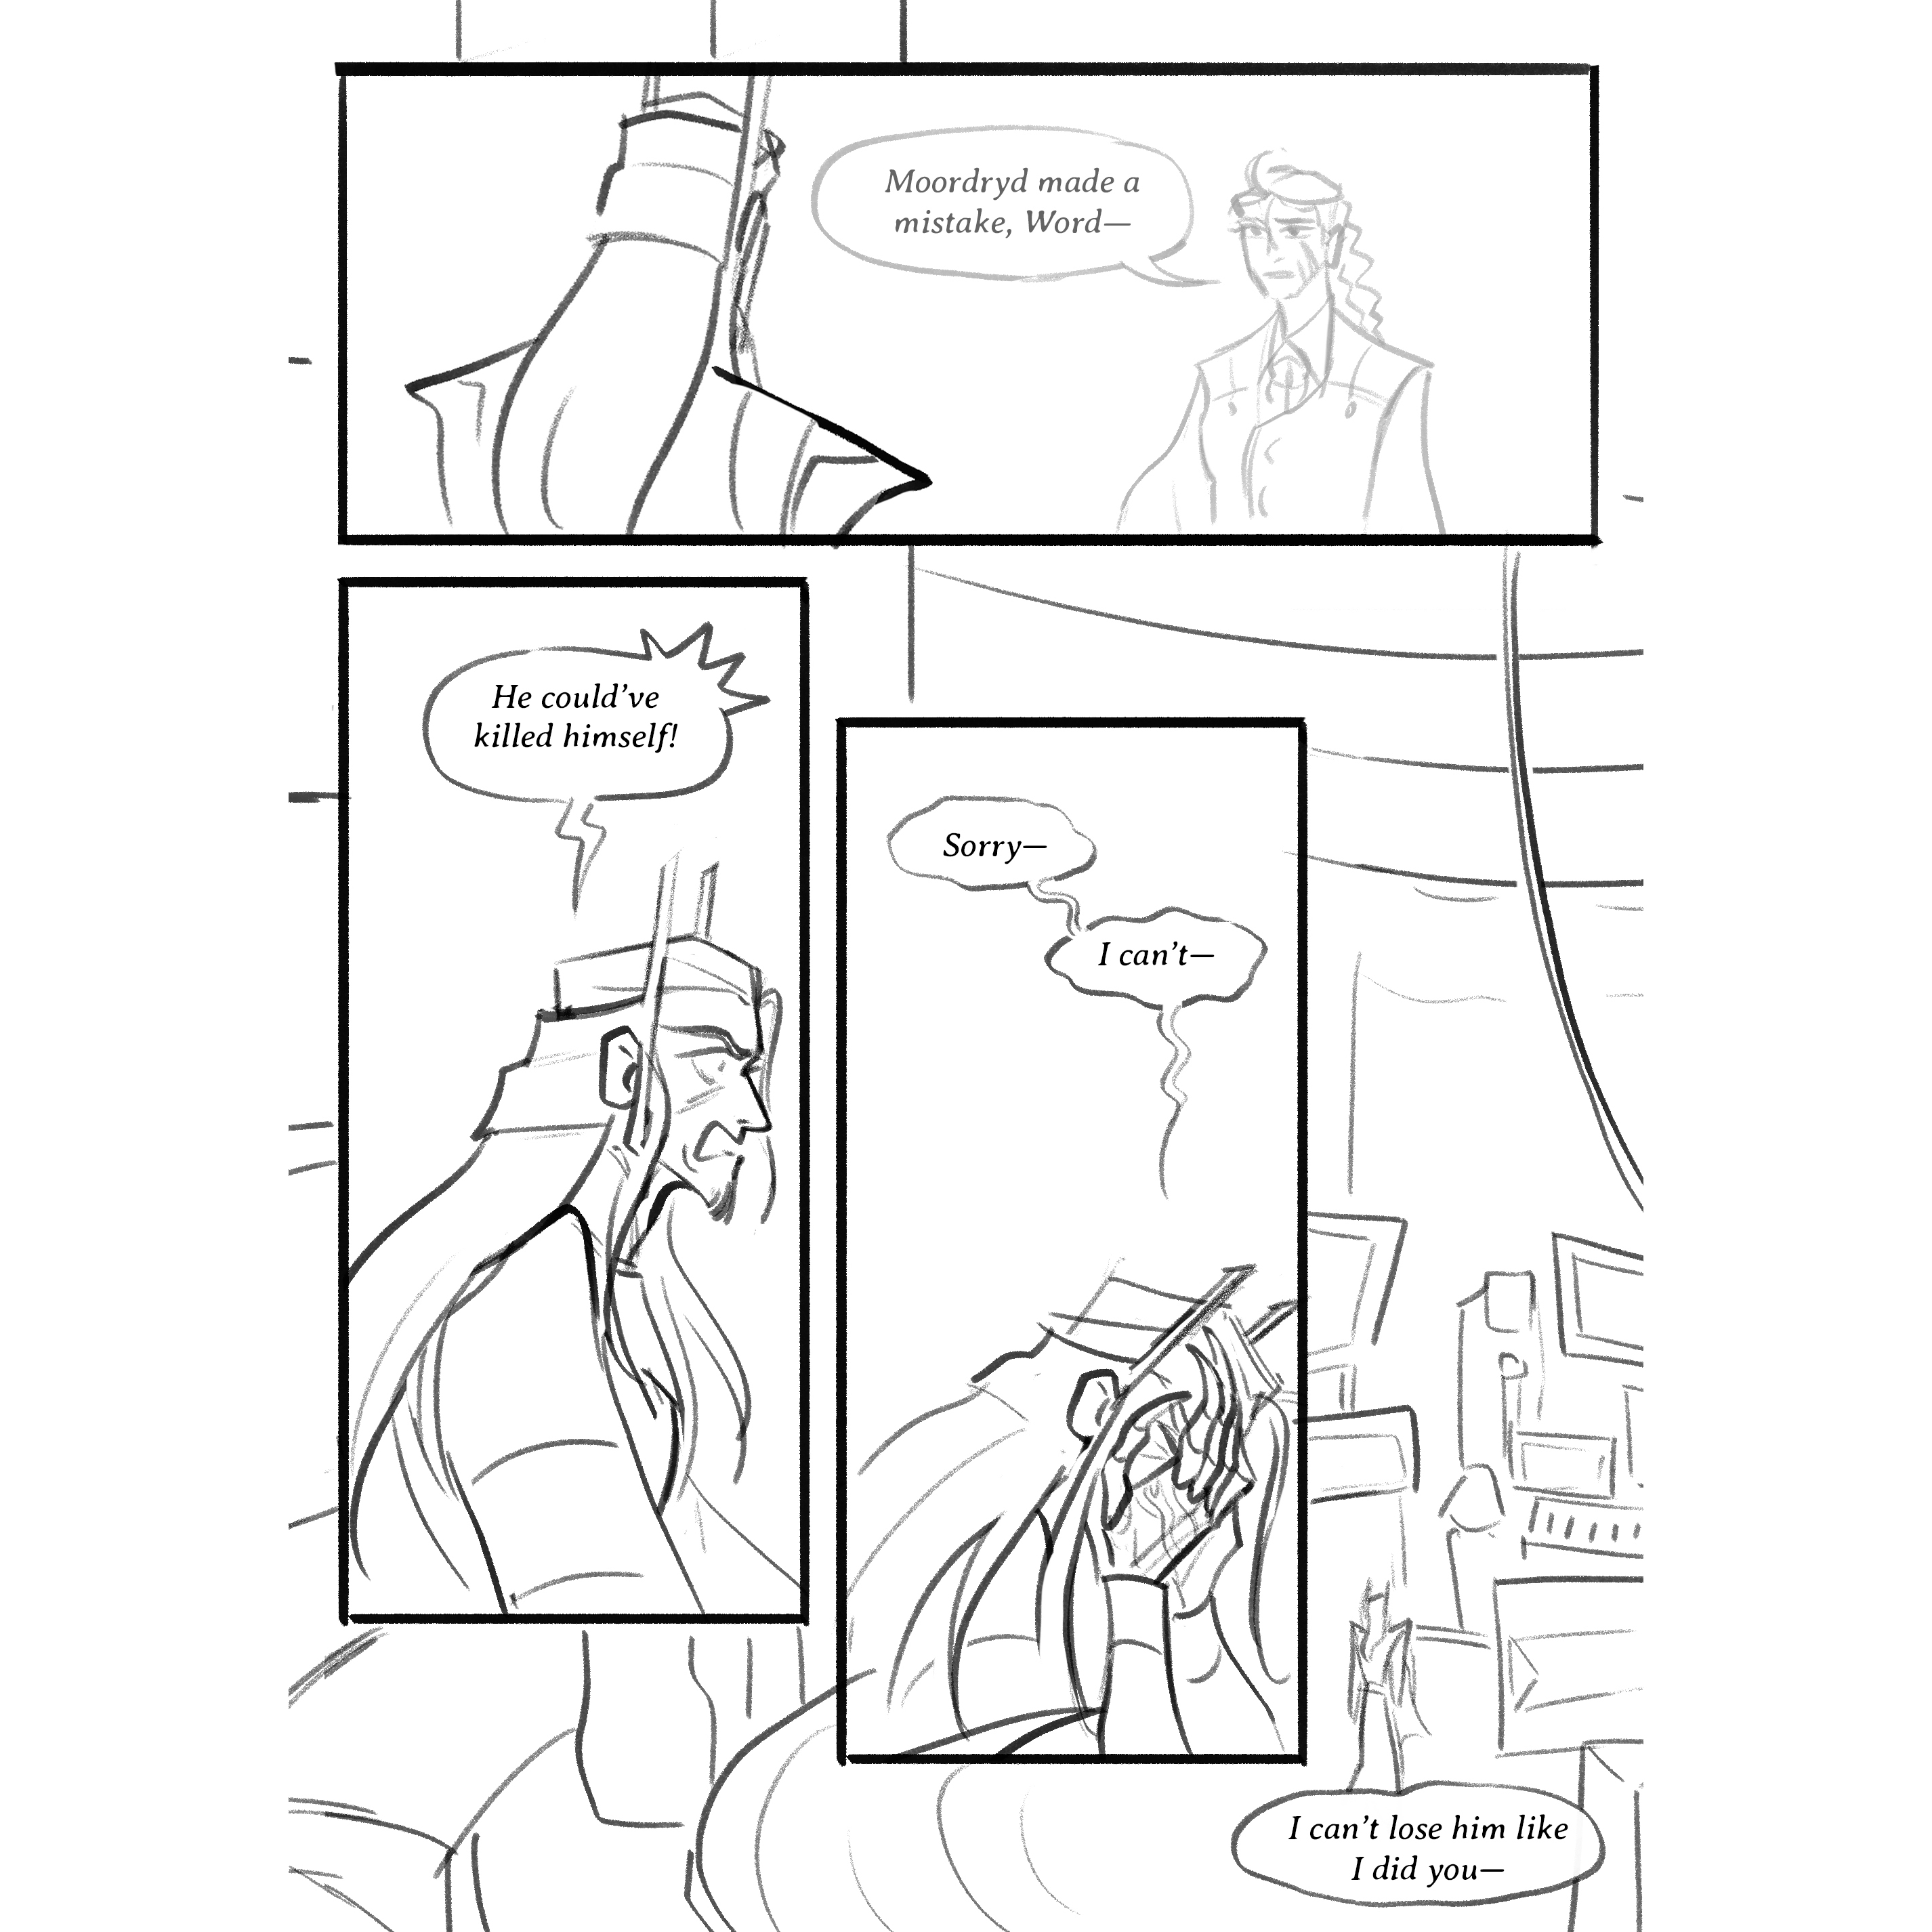 Moordryd made a
mistake, Word—
He could’ve
killed himself!
Sorry—
I can’t—
I can’t lose him like
I did you—